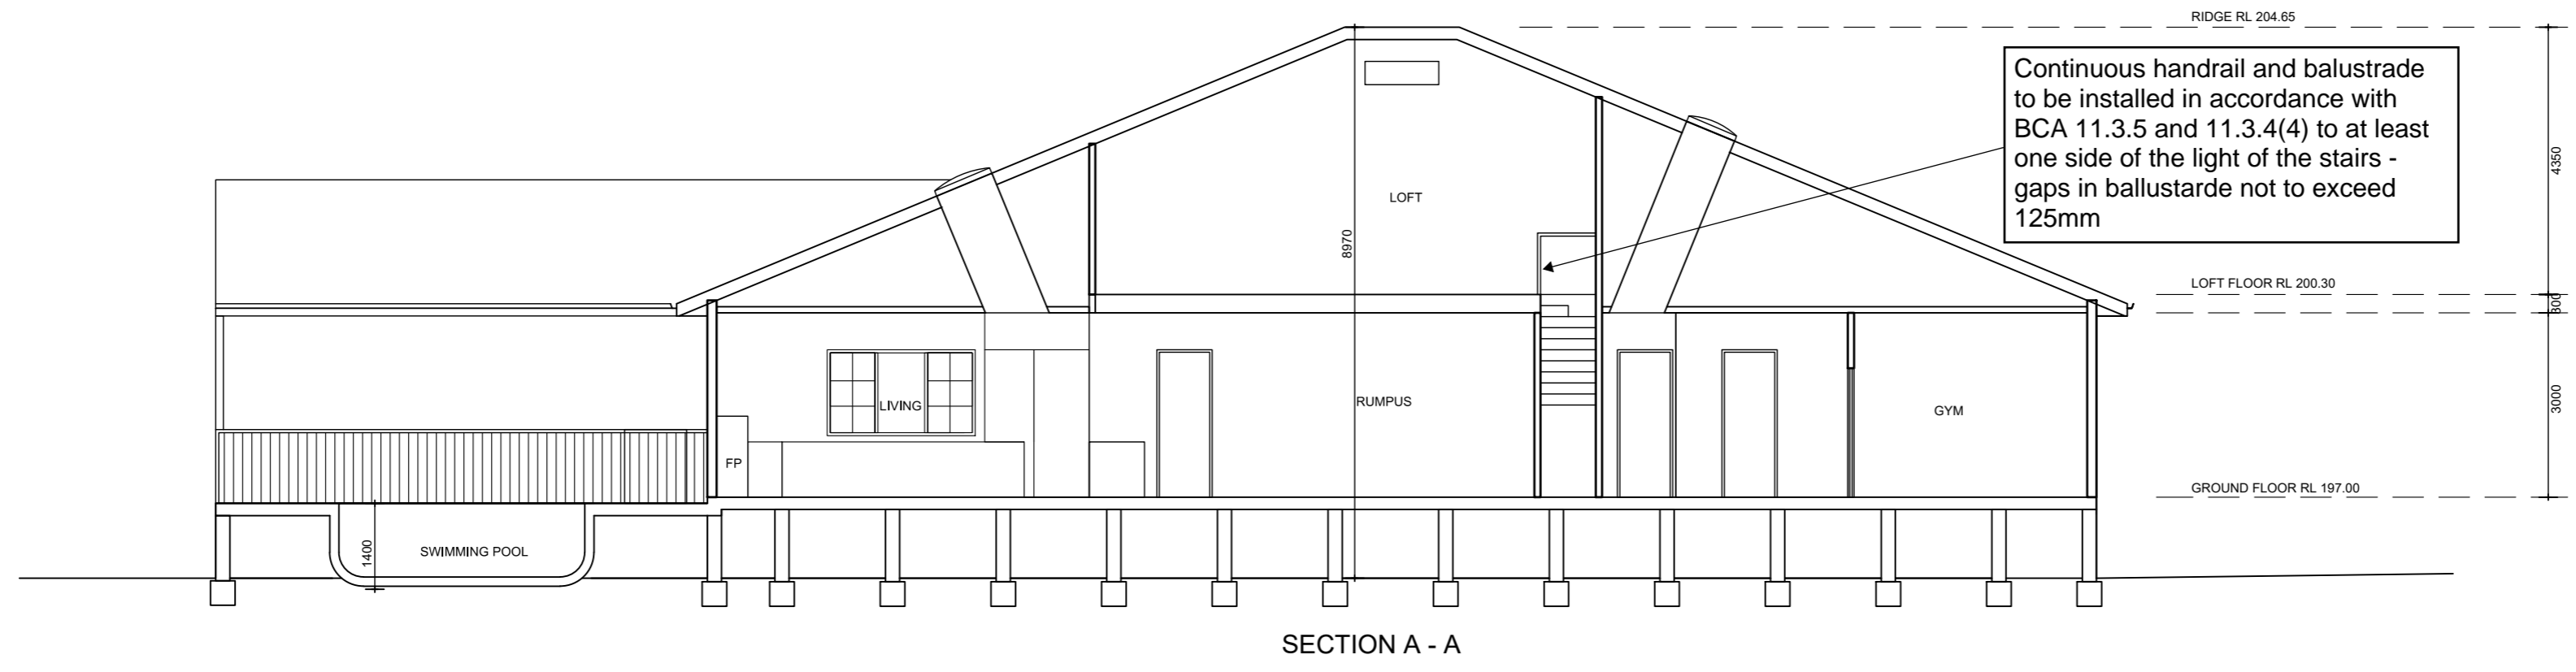 RIDGE RL 204.65
Continuous handrail and balustrade
to be installed in accordance with
BCA 11.3.5 and 11.3.4(4) to at least
one side of the light of the stairs -
gaps in ballustarde not to exceed
125mm
4350
LOFT
8970
LOFT FLOOR RL 200.30
300
LIVING
RUMPUS
GYM
3000
FP
GROUND FLOOR RL 197.00
1400
SWIMMING POOL
SECTION A - A